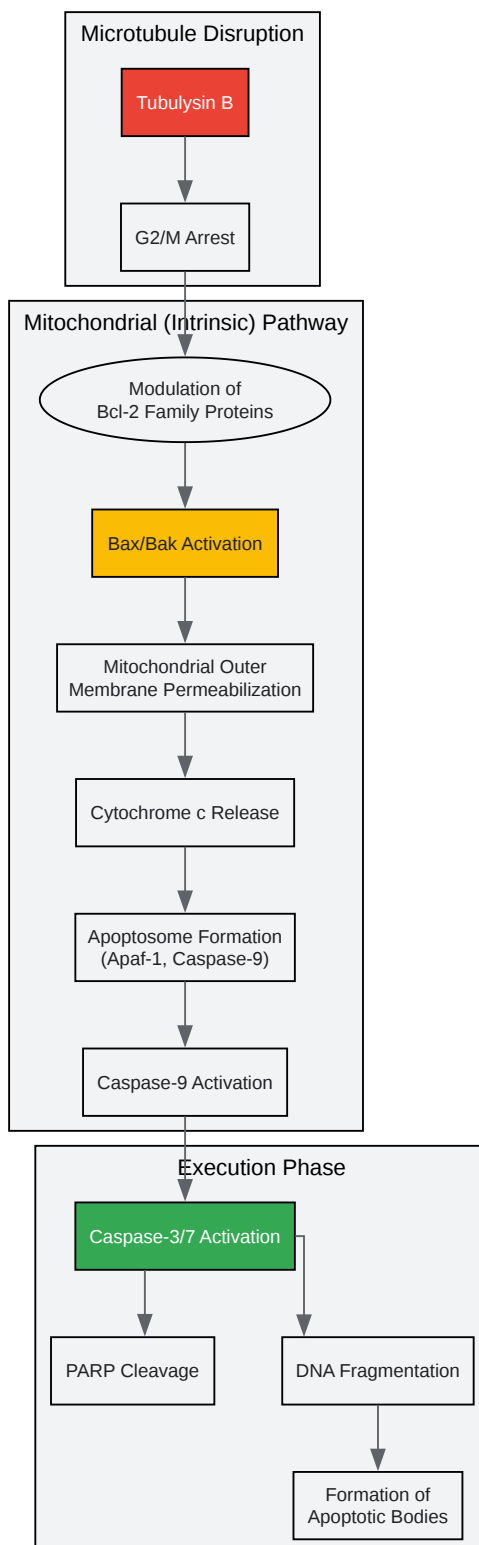 Microtubule Disruption
Tubulysin B
G2/M Arrest
Mitochondrial (Intrinsic) Pathway
Modulation of
Bcl-2 Family Proteins
Bax/Bak Activation
Mitochondrial Outer
Membrane Permeabilization
Cytochrome c Release
Apoptosome Formation
(Apaf-1, Caspase-9)
Caspase-9 Activation
Execution Phase
Caspase-3/7 Activation
PARP Cleavage
DNA Fragmentation
Formation of
Apoptotic Bodies